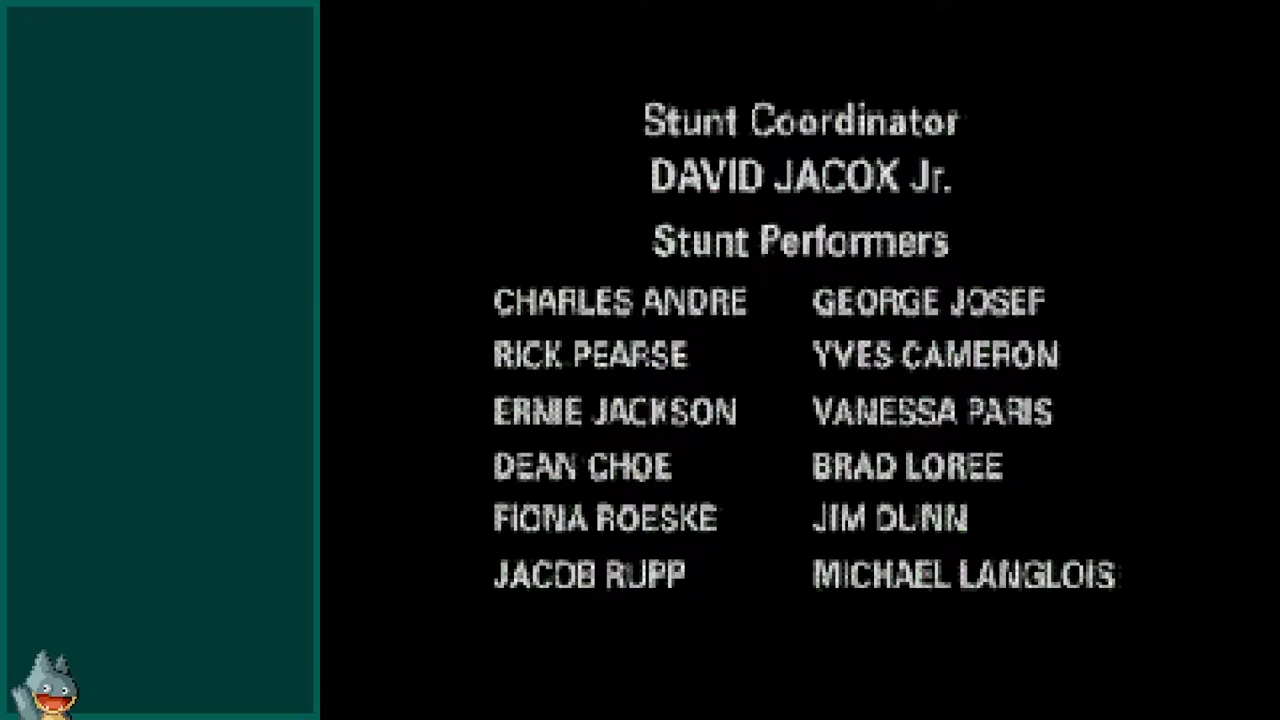 Stunt Coordinator
DAVID JACOX Jr.
Stunt Performers
CHARLES ANDRE GEORGE JOSEF
RICK PEARSE YVES CAMERON
ERNIE JACKSON VANESSA PARIS
DEAN CHOE BRAD LOREE
FIONA ROESKE JIM DUNN
JACOB RUPP MICHAEL LANGLOIS